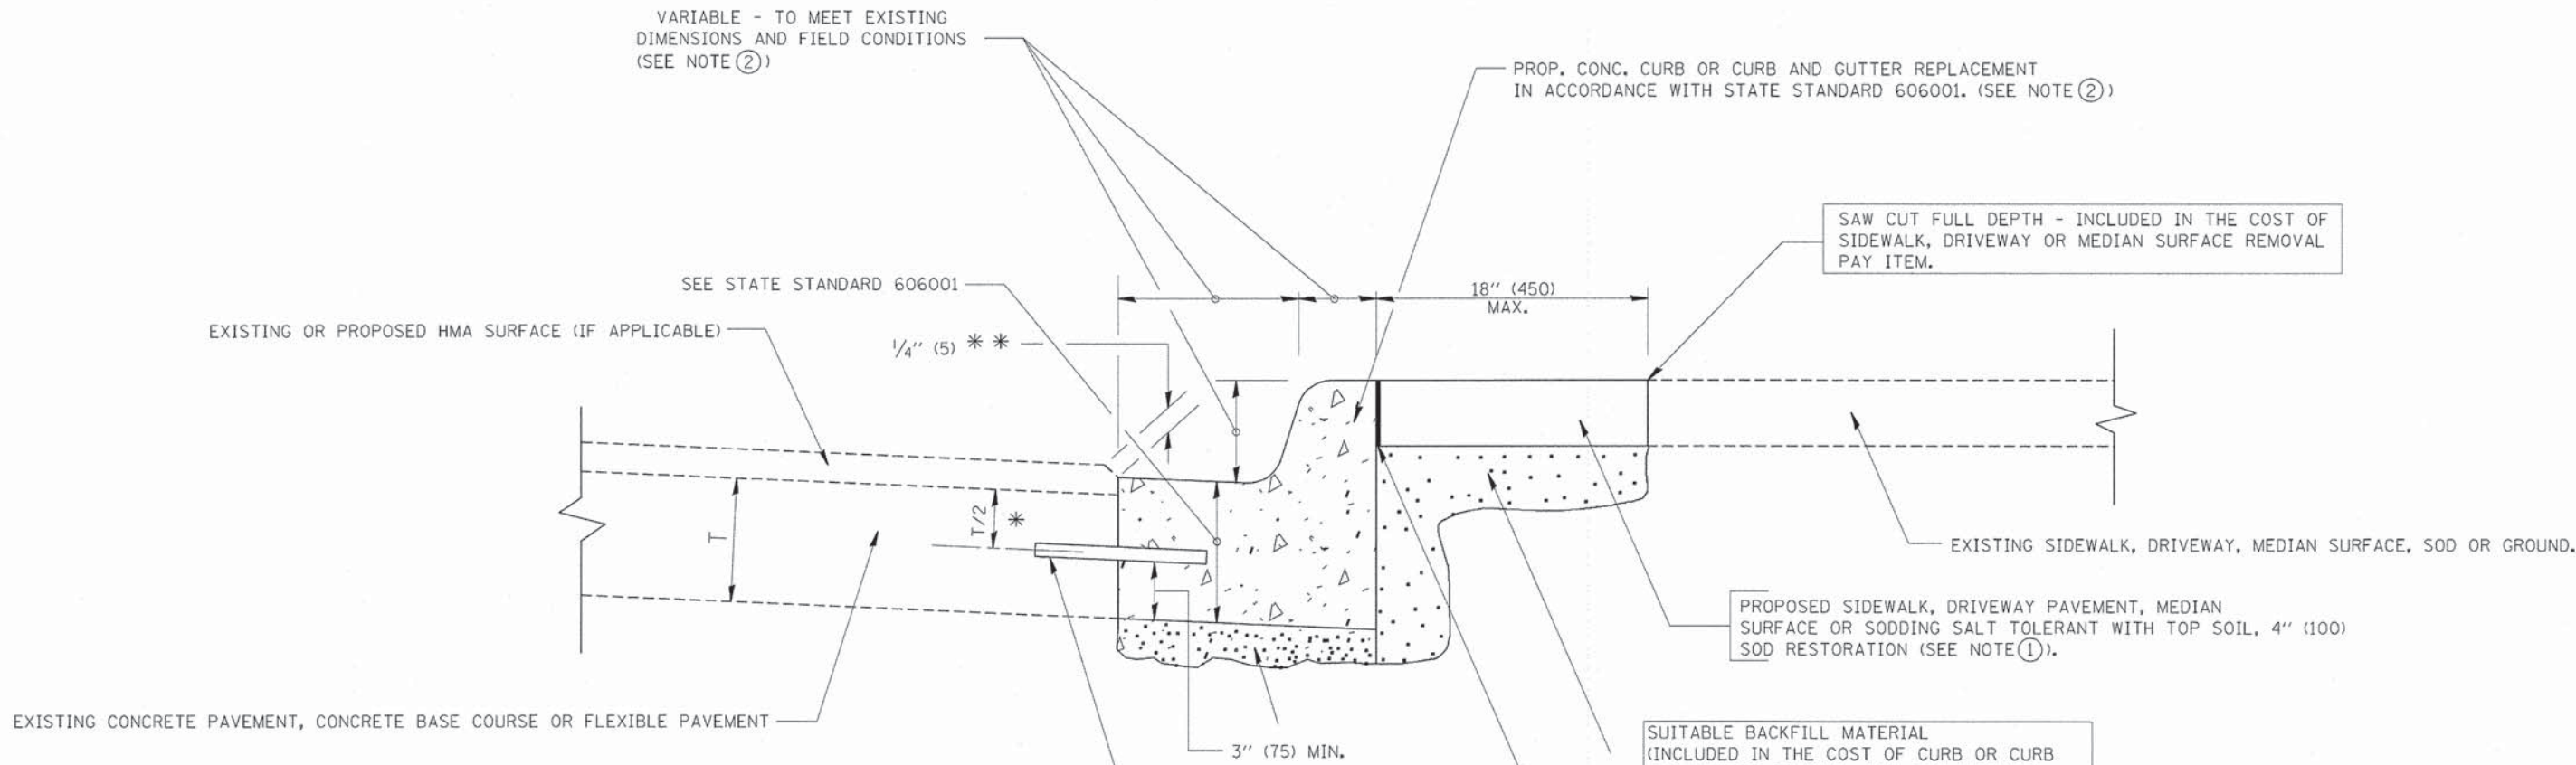 VARIABLE - TO MEET EXISTING
DIMENSIONS AND FIELD CONDITIONS
(SEE NOTE ②)
PROP. CONC. CURB OR CURB AND GUTTER REPLACEMENT
IN ACCORDANCE WITH STATE STANDARD 606001. (SEE NOTE ②)
SAW CUT FULL DEPTH - INCLUDED IN THE COST OF
SIDEWALK, DRIVEWAY OR MEDIAN SURFACE REMOVAL
PAY ITEM.
SEE STATE STANDARD 606001
18" (450)
MAX.
EXISTING OR PROPOSED HMA SURFACE (IF APPLICABLE)
1/4" (5) * *
T
T/2 *
EXISTING SIDEWALK, DRIVEWAY, MEDIAN SURFACE, SOD OR GROUND.
PROPOSED SIDEWALK, DRIVEWAY PAVEMENT, MEDIAN
SURFACE OR SODDING SALT TOLERANT WITH TOP SOIL, 4" (100)
SOD RESTORATION (SEE NOTE ①).
EXISTING CONCRETE PAVEMENT, CONCRETE BASE COURSE OR FLEXIBLE PAVEMENT
3" (75) MIN.
SUITABLE BACKFILL MATERIAL
(INCLUDED IN THE COST OF CURB OR CURB